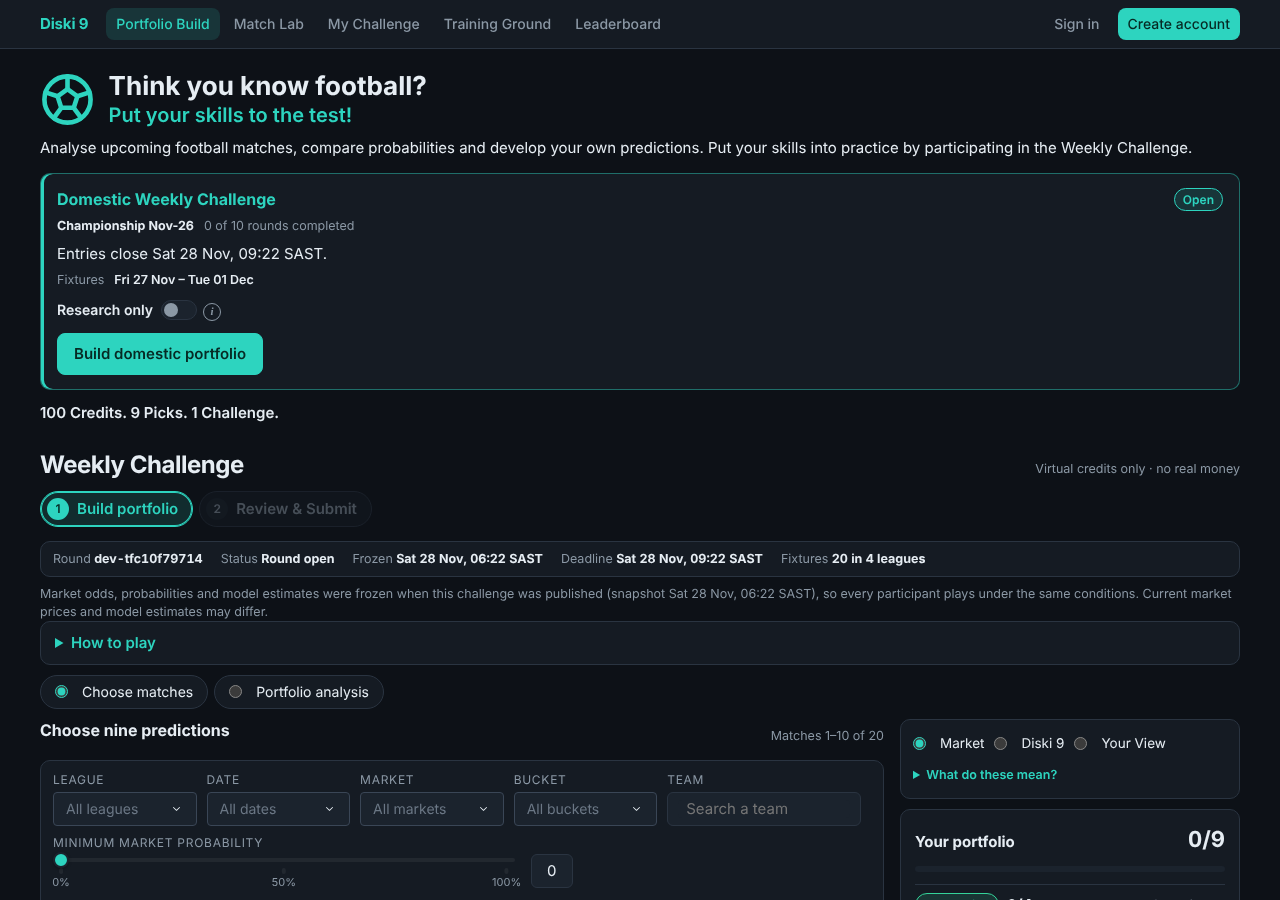 Diski 9 Portfolio Build Match Lab My Challenge Training Ground Leaderboard Sign in Create account
Think you know football?
Put your skills to the test!
Analyse upcoming football matches, compare probabilities and develop your own predictions. Put your skills into practice by participating in the Weekly Challenge.
Domestic Weekly Challenge Open
Championship Nov-26 0 of 10 rounds completed
Entries close Sat 28 Nov, 09:22 SAST.
Fixtures Fri 27 Nov – Tue 01 Dec
Research only i
Build domestic portfolio
100 Credits. 9 Picks. 1 Challenge.
Weekly Challenge Virtual credits only · no real money
1 Build portfolio 2 Review & Submit
Round dev-tfc10f79714 Status Round open Frozen Sat 28 Nov, 06:22 SAST Deadline Sat 28 Nov, 09:22 SAST Fixtures 20 in 4 leagues
Market odds, probabilities and model estimates were frozen when this challenge was published (snapshot Sat 28 Nov, 06:22 SAST), so every participant plays under the same conditions. Current market
prices and model estimates may differ.
How to play
Choose matches Portfolio analysis
Choose nine predictions Matches 1–10 of 20
LEAGUE DATE MARKET BUCKET TEAM
All leagues All dates All markets All buckets Search a team
MINIMUM MARKET PROBABILITY
0
0% 50% 100%
Market Diski 9 Your View
What do these mean?
Your portfolio 0/9